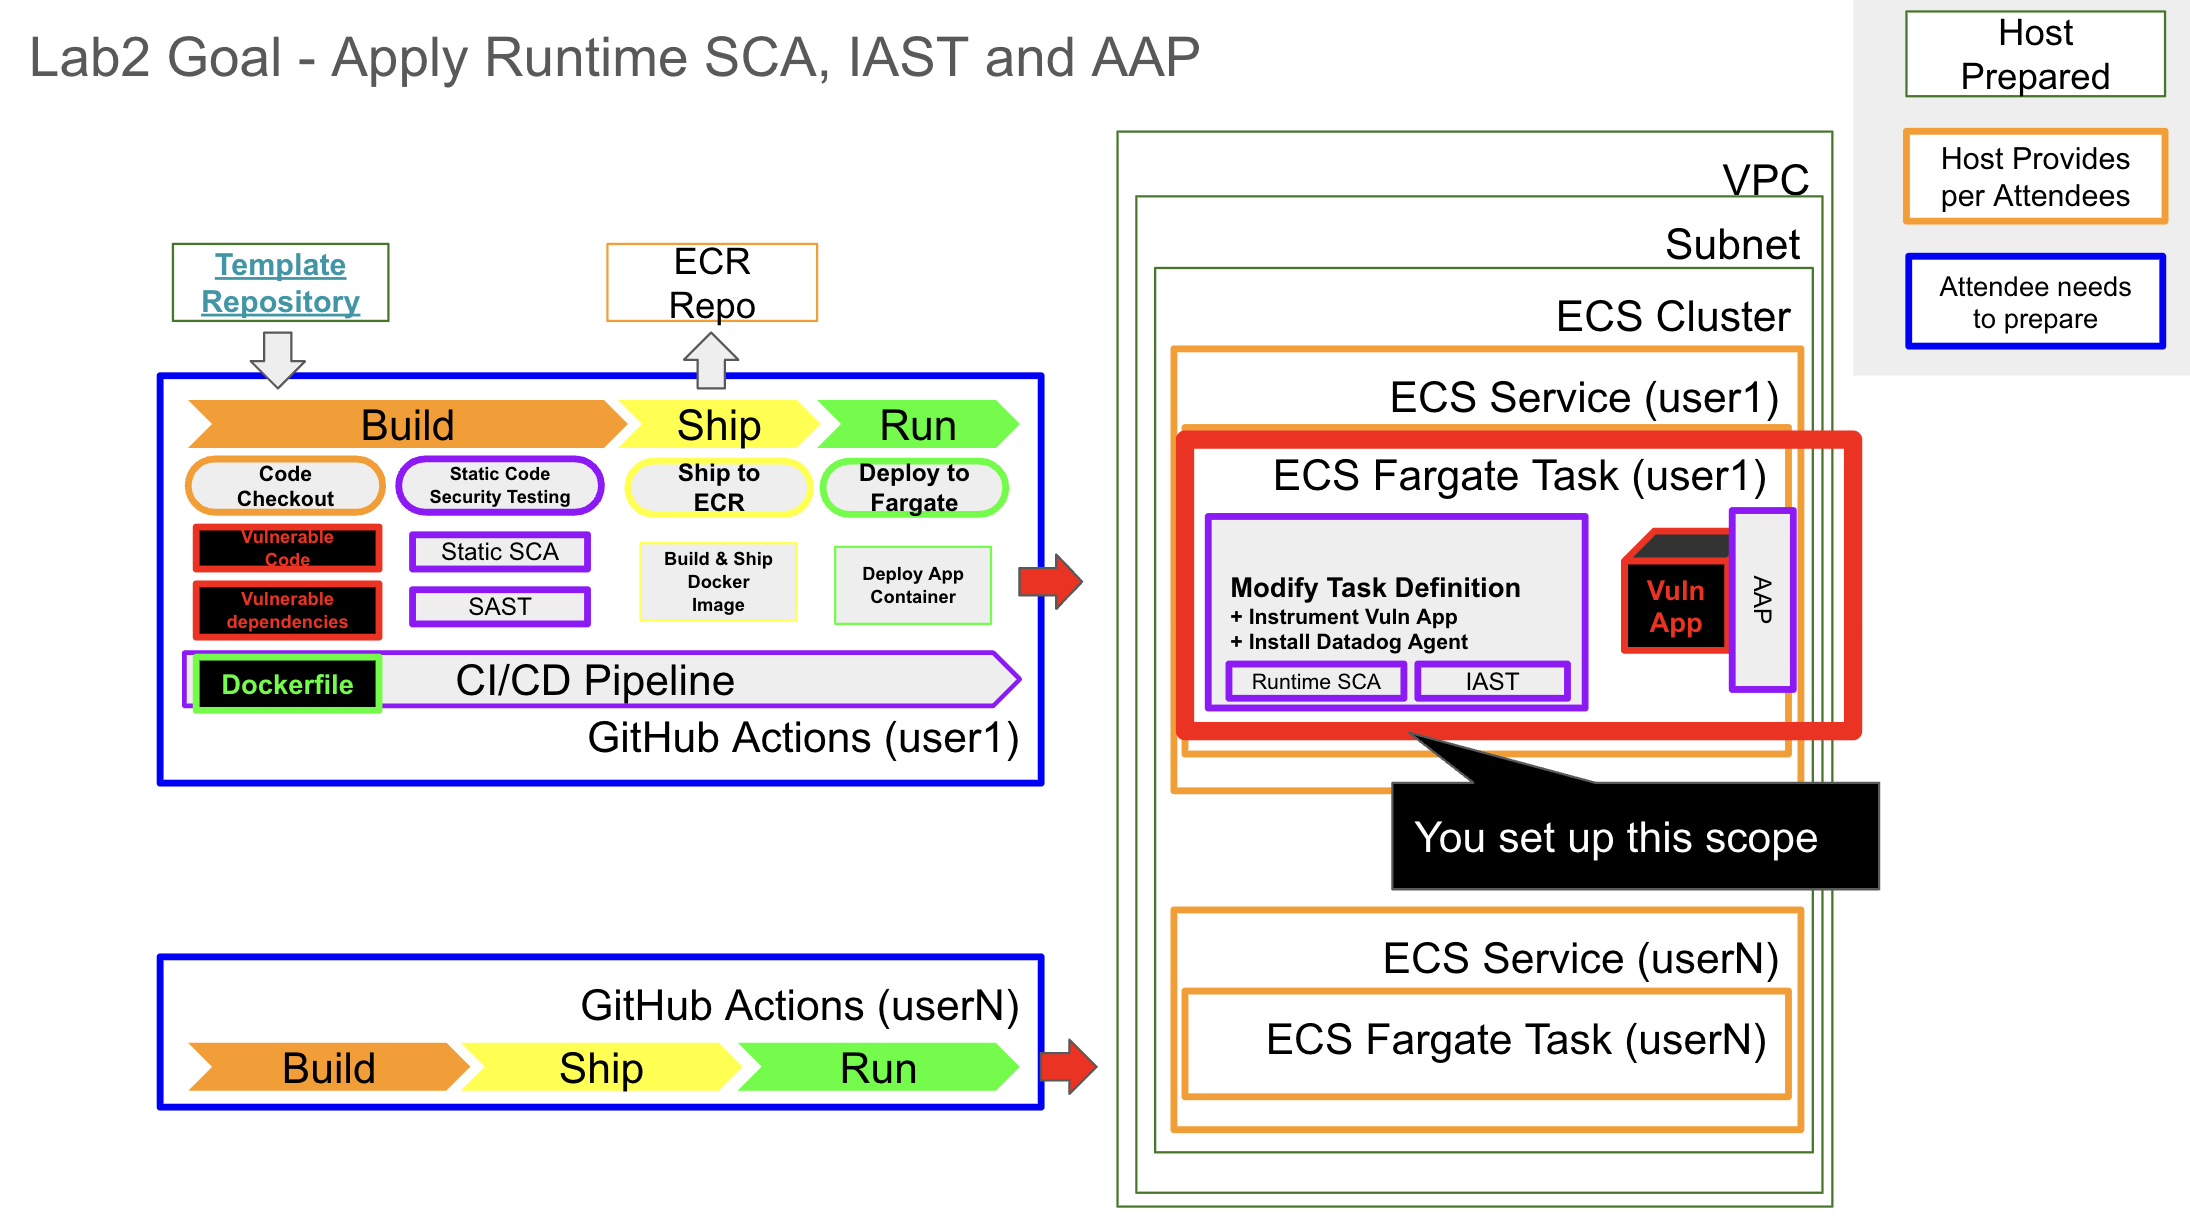 Lab2 Goal - Apply Runtime SCA, IAST and AAP
Host
Prepared
Host Provides
per Attendees
Attendee needs
to prepare
Template
Repository
ECR
Repo
Build
Ship
Run
Code
Checkout
Static Code
Security Testing
Ship to
ECR
Deploy to
Fargate
Vulnerable
Code
Static SCA
Build & Ship
Docker
Image
Deploy App
Container
Vulnerable
dependencies
SAST
Dockerfile
CI/CD Pipeline
GitHub Actions (user1)
VPC
Subnet
ECS Cluster
ECS Service (user1)
ECS Fargate Task (user1)
Modify Task Definition
+ Instrument Vuln App
+ Install Datadog Agent
Runtime SCA
IAST
Vuln
App
AAP
You set up this scope
GitHub Actions (userN)
Build
Ship
Run
ECS Service (userN)
ECS Fargate Task (userN)